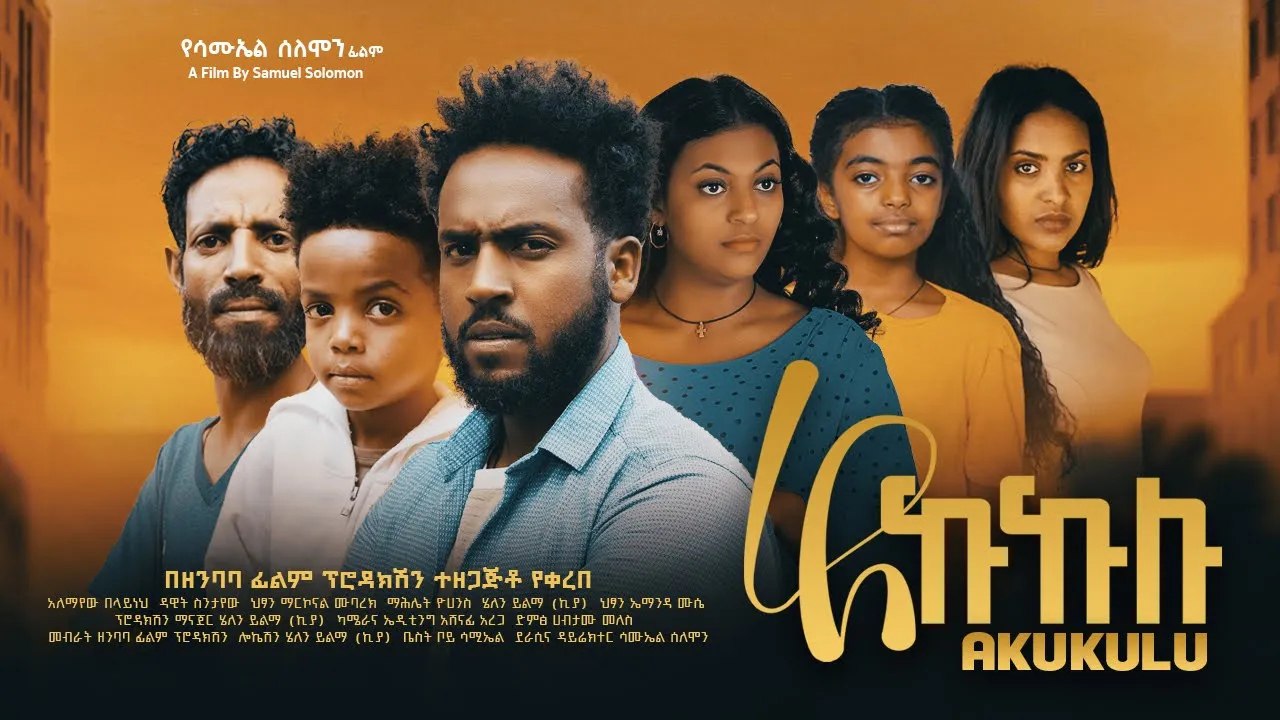 የሳሙኤል ሰለሞን ፊልም
A Film By Samuel Solomon
አኩኩሉ
AKUKULU
በዘንባባ ፊልም ፕሮዳክሽን ተዘጋጅቶ የቀረበ
አለማየው በላይነህ ዳዊት ስንታየው ህፃን ማርኮናል ሙባረክ ማሕሌት ዮሀንስ ሄለን ይልማ (ኪያ) ህፃን ኤማንዳ ሙሴ
ፕሮዳክሽን ማናጀር ሄለን ይልማ (ኪያ) ካሜራና ኤዲቲንግ አሸናፊ አረጋ ድምፅ ሀብታሙ መለስ
መብራት ዘንባባ ፊልም ፕሮዳክሽን ሎኬሽን ሄለን ይልማ (ኪያ) ቤስት ቦይ ሳሚኤል ደራሲና ዳይሬክተር ሳሙኤል ሰለሞን